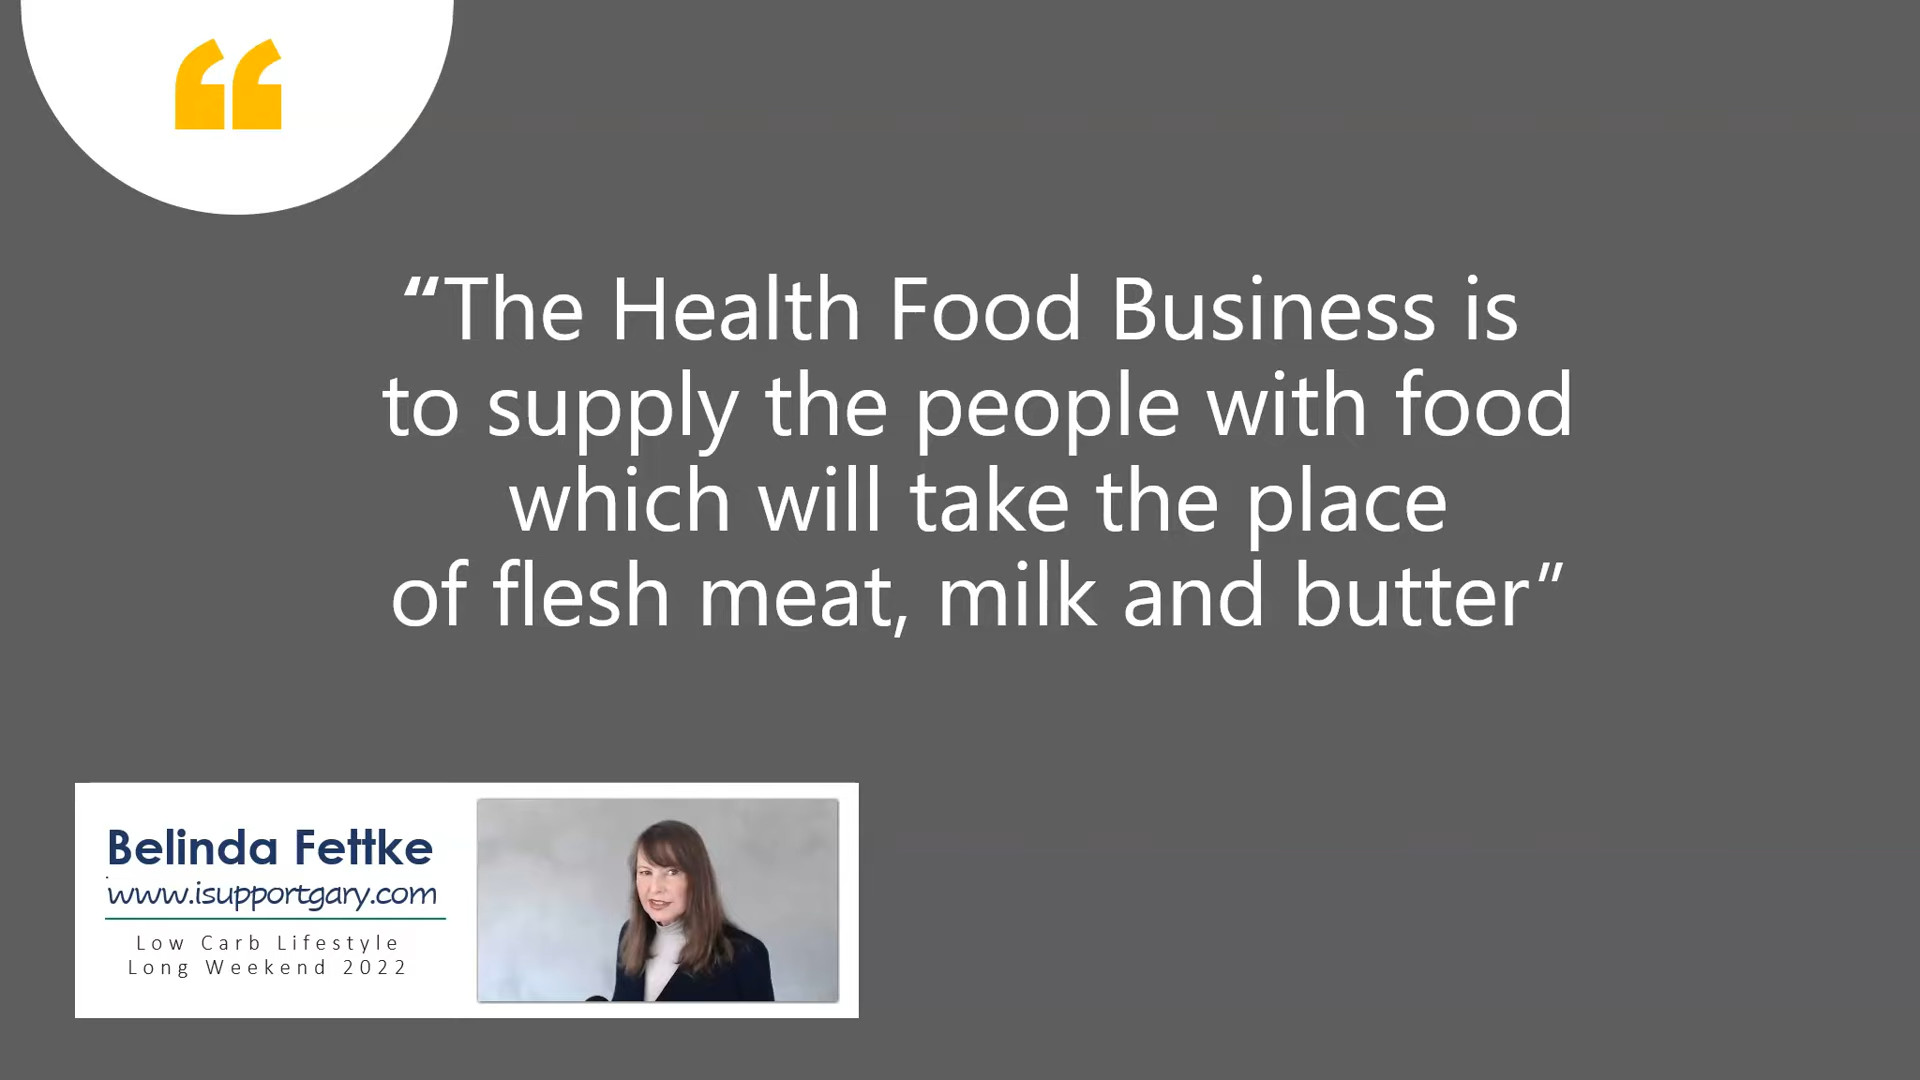 “
“The Health Food Business is
to supply the people with food
which will take the place
of flesh meat, milk and butter”
Belinda Fettke
www.isupportgary.com
Low Carb Lifestyle
Long Weekend 2022